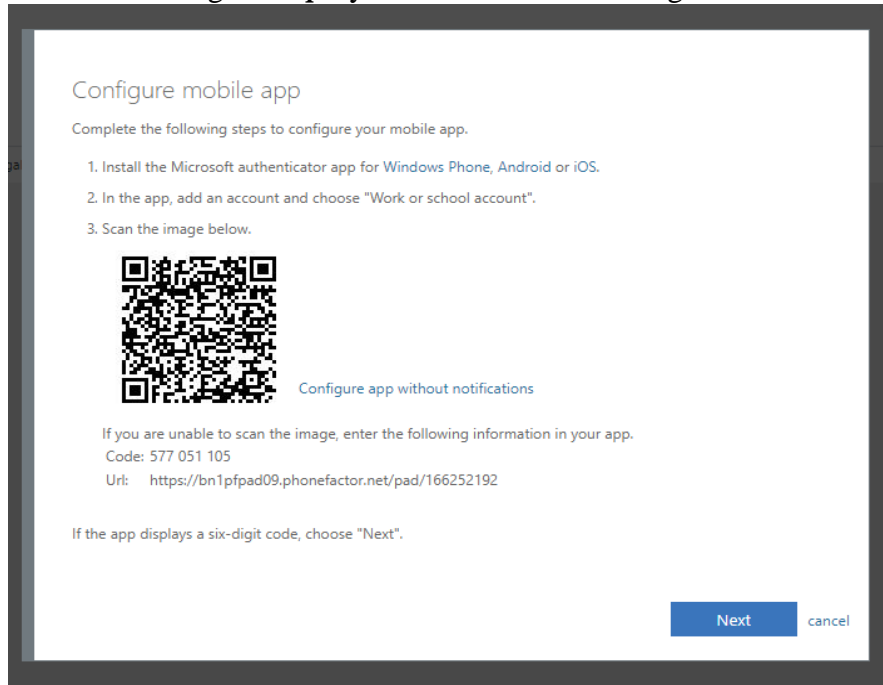 Configure mobile app
Complete the following steps to configure your mobile app.
1. Install the Microsoft authenticator app for Windows Phone, Android or iOS.
2. In the app, add an account and choose "Work or school account".
3. Scan the image below.
Configure app without notifications
If you are unable to scan the image, enter the following information in your app.
Code: 577 051 105
Url: https://bn1pfpad09.phonefactor.net/pad/166252192
If the app displays a six-digit code, choose "Next".
Next cancel